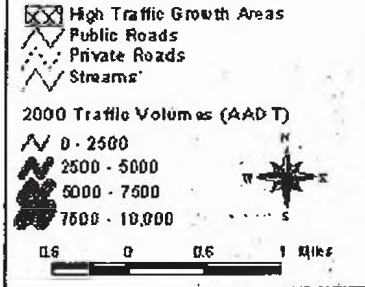 High Traffic Growth Areas
Public Roads
Private Roads
Streams
2000 Traffic Volumes (AADT)
0 - 2500
2500 - 5000
5000 - 7500
7500 - 10,000
N
W E
S
0.6 0 0.6 1 Miles